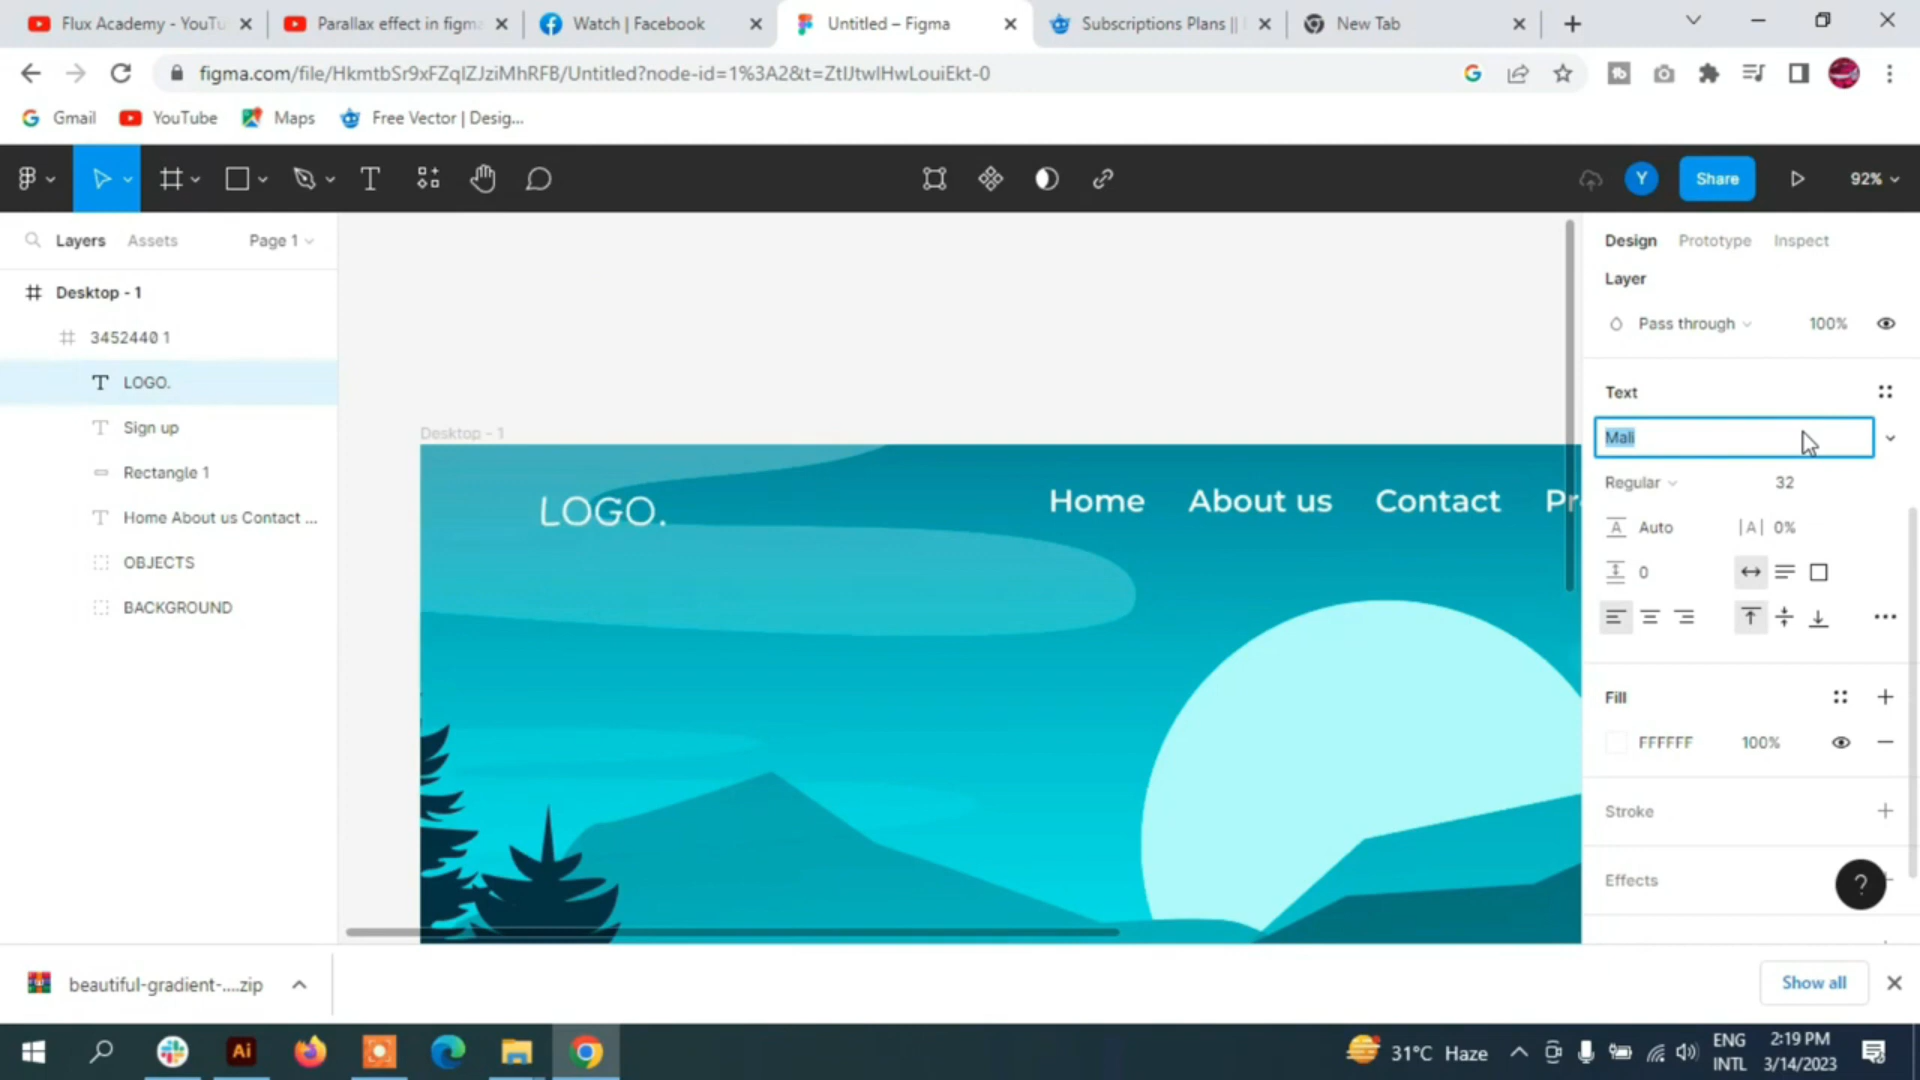 Flux Academy - YouTu
Parallax effect in figma
Watch | Facebook
Untitled – Figma
Subscriptions Plans ||
New Tab
figma.com/file/HkmtbSr9xFZqlZJziMhRFB/Untitled?node-id=1%3A2&t=ZtIJtwIHwLouiEkt-0
Gmail
YouTube
Maps
Free Vector | Desig...
Y
Share
92%
Layers
Assets
Page 1
Desktop - 1
3452440 1
LOGO.
Sign up
Rectangle 1
Home About us Contact ...
OBJECTS
BACKGROUND
Desktop - 1
LOGO.
Home About us Contact Pr
Design
Prototype
Inspect
Layer
Pass through
100%
Text
Mali
Regular
32
Auto
|A| 0%
0
Fill
FFFFFF
100%
Stroke
Effects
?
beautiful-gradient-....zip
Show all
Ai
31°C Haze
ENG
INTL
2:19 PM
3/14/2023